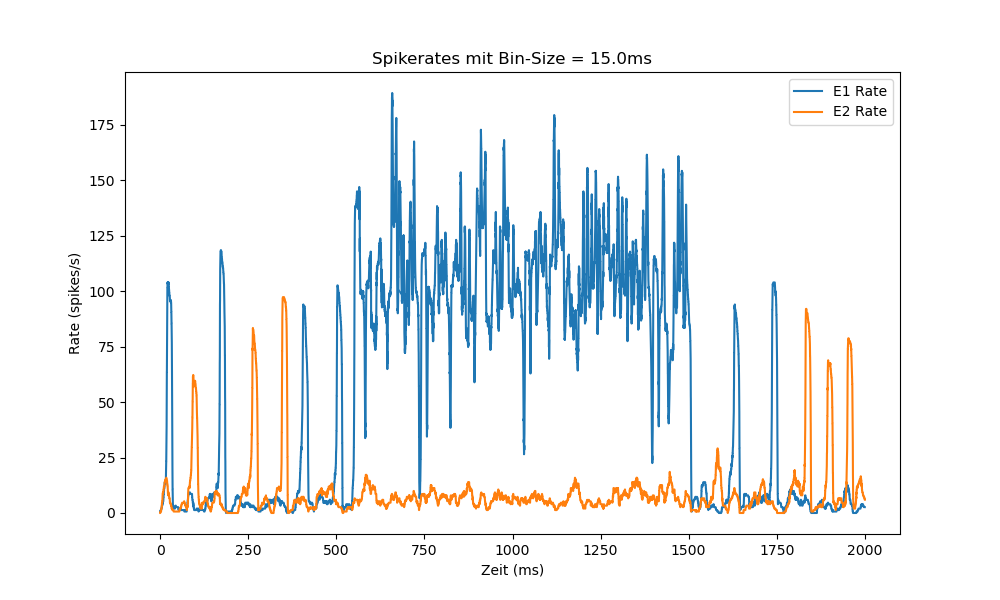 Spikerates mit Bin-Size = 15.0ms
E1 Rate
E2 Rate
175
150
125
100
75
50
25
0
Rate (spikes/s)
0 250 500 750 1000 1250 1500 1750 2000
Zeit (ms)